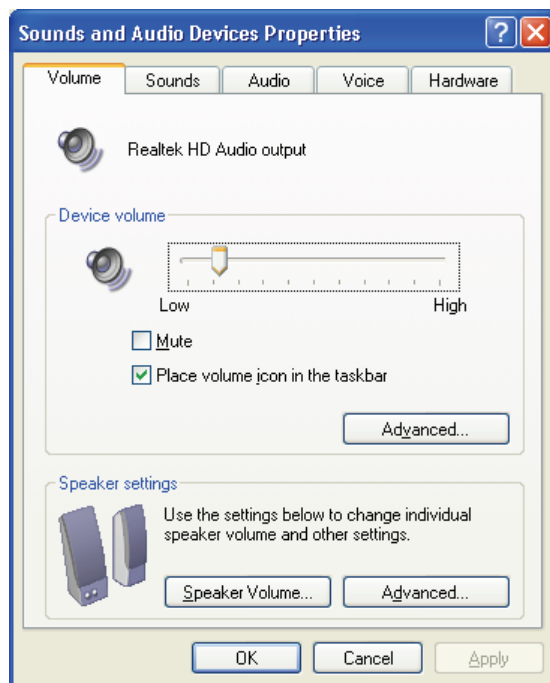 Sounds and Audio Devices Properties
?
Volume Sounds Audio Voice Hardware
Realtek HD Audio output
Device volume
Low High
Mute
Place volume icon in the taskbar
Advanced...
Speaker settings
Use the settings below to change individual
speaker volume and other settings.
Speaker Volume... Advanced...
OK Cancel Apply